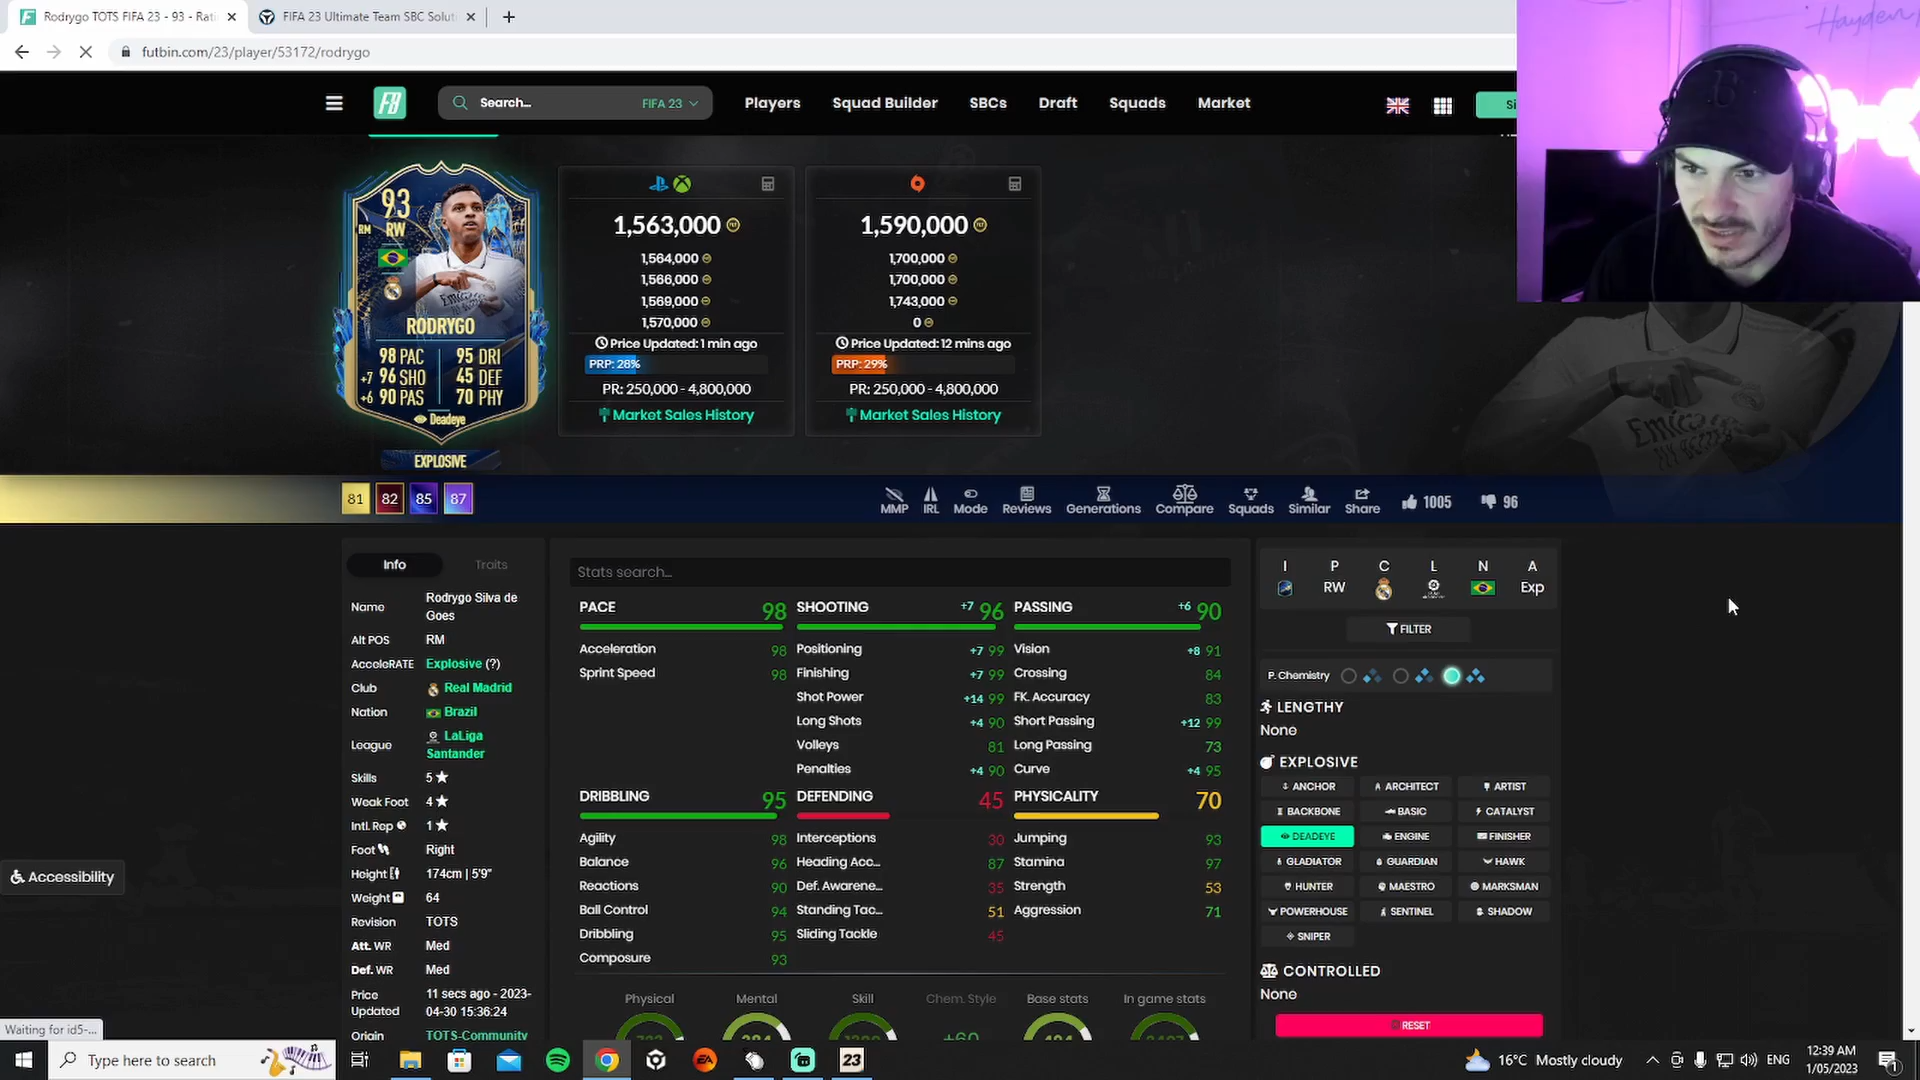 Rodrygo TOTS FIFA 23 - 93 - Rati
FIFA 23 Ultimate Team SBC Soluti
futbin.com/23/player/53172/rodrygo
Hayden
FB
Search...
FIFA 23
Players
Squad Builder
SBCs
Draft
Squads
Market
93
RW
RM
RODRYGO
98 PAC
95 DRI
+7 96 SHO
45 DEF
+6 90 PAS
70 PHY
Deadeye
EXPLOSIVE
1,563,000
1,564,000
1,566,000
1,569,000
1,570,000
Price Updated: 1 min ago
PRP: 28%
PR: 250,000 - 4,800,000
Market Sales History
1,590,000
1,700,000
1,700,000
1,743,000
0
Price Updated: 12 mins ago
PRP: 29%
PR: 250,000 - 4,800,000
Market Sales History
81 82 85 87
MMP
IRL
Mode
Reviews
Generations
Compare
Squads
Similar
Share
1005
96
Info
Traits
Name Rodrygo Silva de
Goes
Alt POS RM
AcceleRATE Explosive (?)
Club Real Madrid
Nation Brazil
League LaLiga
Santander
Skills 5
Weak Foot 4
Intl. Rep 1
Foot Right
Height 174cm | 5'9"
Weight 64
Revision TOTS
Att. WR Med
Def. WR Med
Price
Updated 11 secs ago - 2023-
04-30 15:36:24
Origin TOTS-Community
Stats search...
PACE 98
Acceleration 98
Sprint Speed 98
SHOOTING +7 96
Positioning +7 99
Finishing +7 99
Shot Power +14 99
Long Shots +4 90
Volleys 81
Penalties +4 90
PASSING +6 90
Vision +8 91
Crossing 84
FK. Accuracy 83
Short Passing +12 99
Long Passing 73
Curve +4 95
DRIBBLING 95
Agility 98
Balance 96
Reactions 90
Ball Control 94
Dribbling 95
Composure 93
DEFENDING 45
Interceptions 30
Heading Acc... 87
Def. Awarene... 35
Standing Tac... 51
Sliding Tackle 45
PHYSICALITY 70
Jumping 93
Stamina 97
Strength 53
Aggression 71
Physical
Mental
Skill
Chem. Style
Base stats
In game stats
+60
I P C L N A
RW
Exp
FILTER
P. Chemistry
LENGTHY
None
EXPLOSIVE
ANCHOR ARCHITECT ARTIST
BACKBONE BASIC CATALYST
DEADEYE ENGINE FINISHER
GLADIATOR GUARDIAN HAWK
HUNTER MAESTRO MARKSMAN
POWERHOUSE SENTINEL SHADOW
SNIPER
CONTROLLED
None
RESET
Accessibility
Waiting for id5-...
Type here to search
23
16°C Mostly cloudy
ENG
12:39 AM
1/05/2023
1